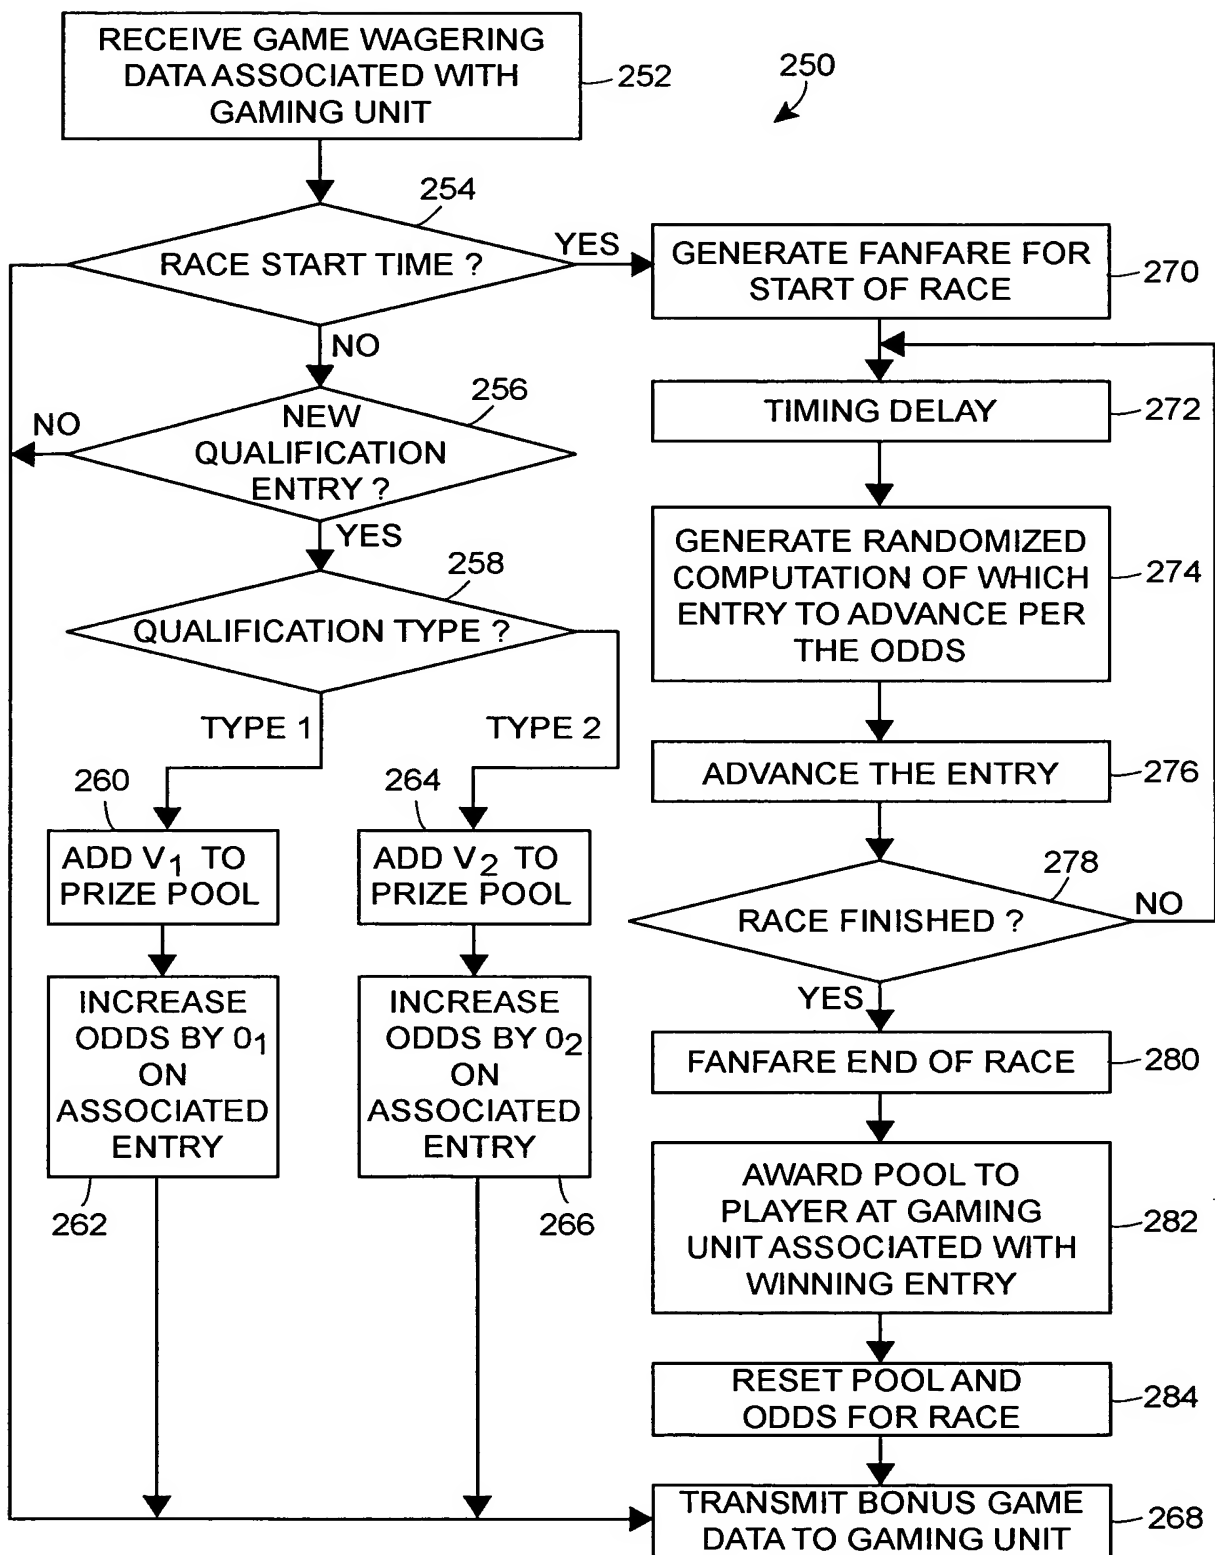 RECEIVE GAME WAGERING
DATA ASSOCIATED WITH
GAMING UNIT
252
250
254
RACE START TIME ?
YES
NO
GENERATE FANFARE FOR
START OF RACE
270
256
NO
NEW
QUALIFICATION
ENTRY ?
YES
TIMING DELAY
272
258
QUALIFICATION TYPE ?
TYPE 1
TYPE 2
GENERATE RANDOMIZED
COMPUTATION OF WHICH
ENTRY TO ADVANCE PER
THE ODDS
274
ADVANCE THE ENTRY
276
260
ADD V1 TO
PRIZE POOL
264
ADD V2 TO
PRIZE POOL
278
RACE FINISHED ?
NO
YES
INCREASE
ODDS BY 01
ON
ASSOCIATED
ENTRY
262
INCREASE
ODDS BY 02
ON
ASSOCIATED
ENTRY
266
FANFARE END OF RACE
280
AWARD POOL TO
PLAYER AT GAMING
UNIT ASSOCIATED WITH
WINNING ENTRY
282
RESET POOL AND
ODDS FOR RACE
284
TRANSMIT BONUS GAME
DATA TO GAMING UNIT
268